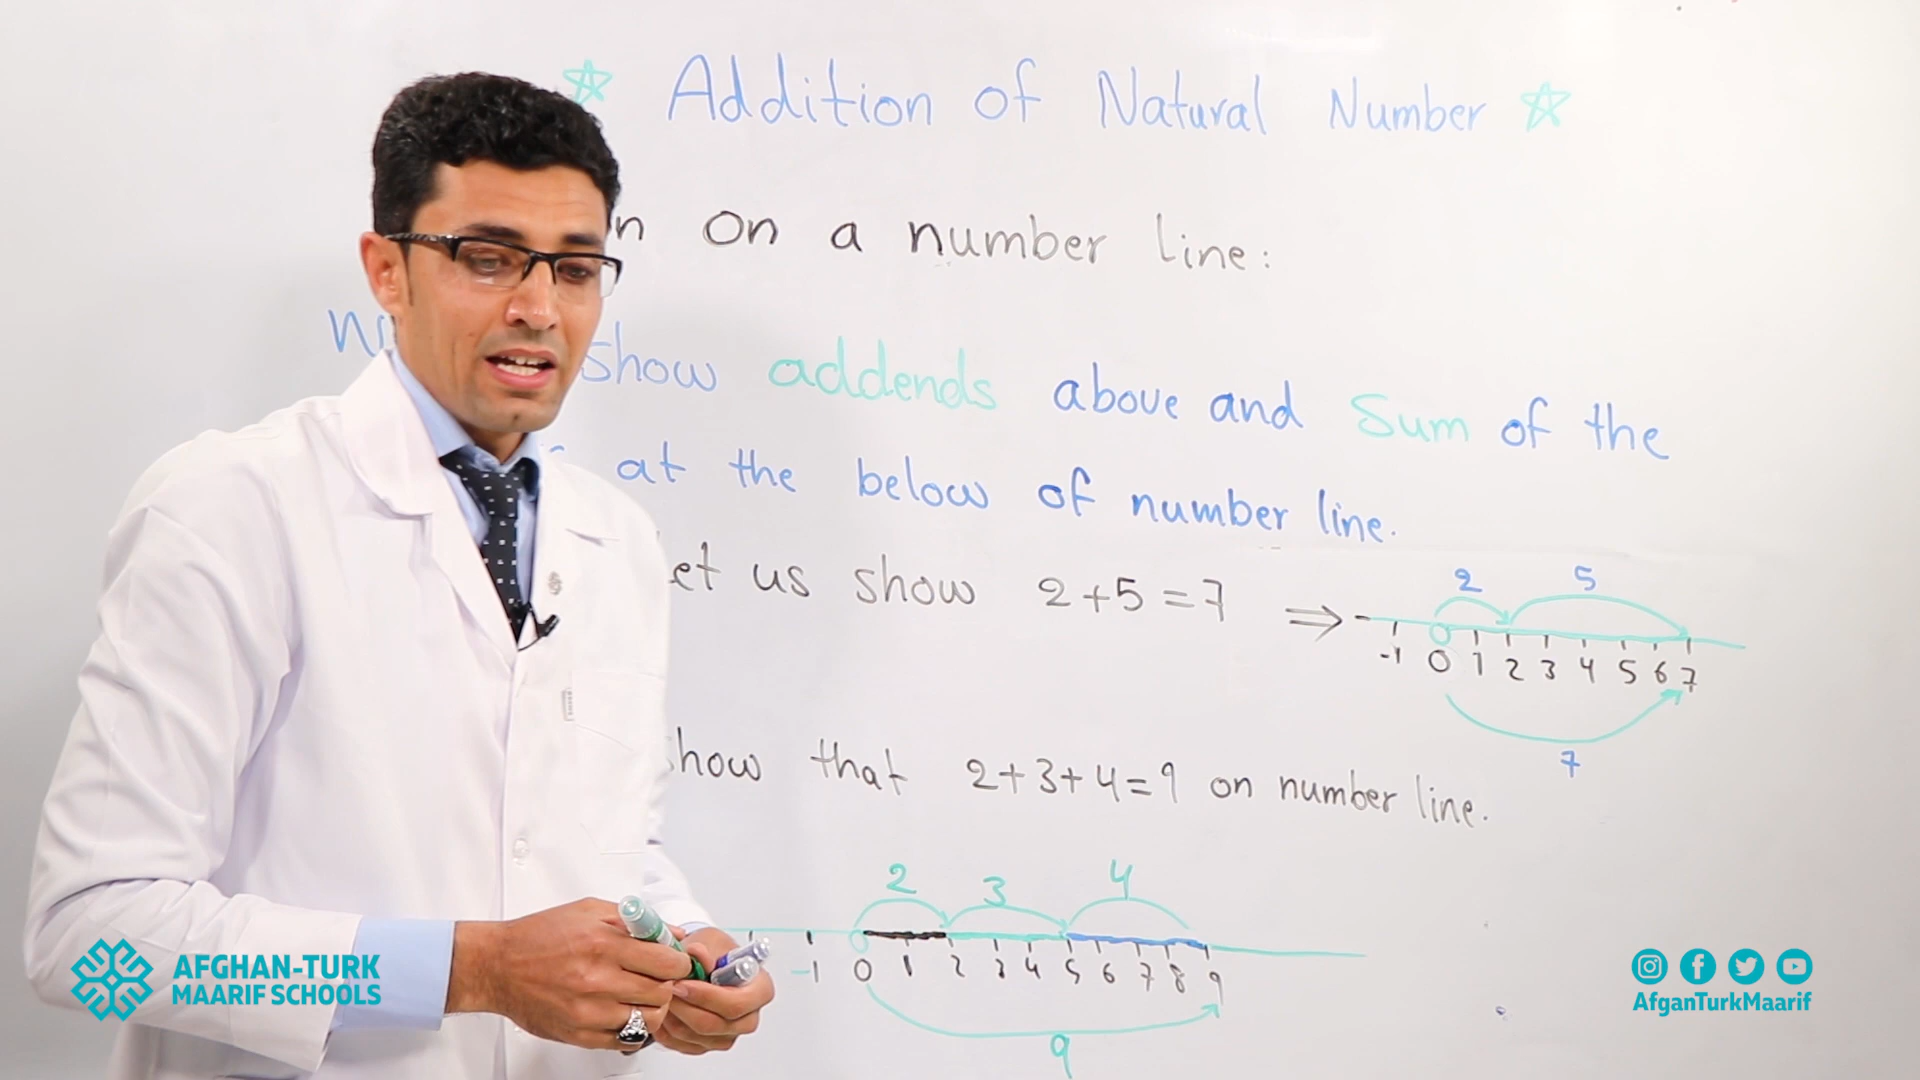 ☆ Addition of Natural Number ☆
n on a number line:
show addends above and Sum of the
at the below of number line.
et us show 2+5=7 ⇒
2 5
-1 0 1 2 3 4 5 6 7
7
how that 2+3+4=9 on number line.
2 3 4
-1 0 1 2 3 4 5 6 7 8 9
9
AFGHAN-TURK
MAARIF SCHOOLS
AfganTurkMaarif